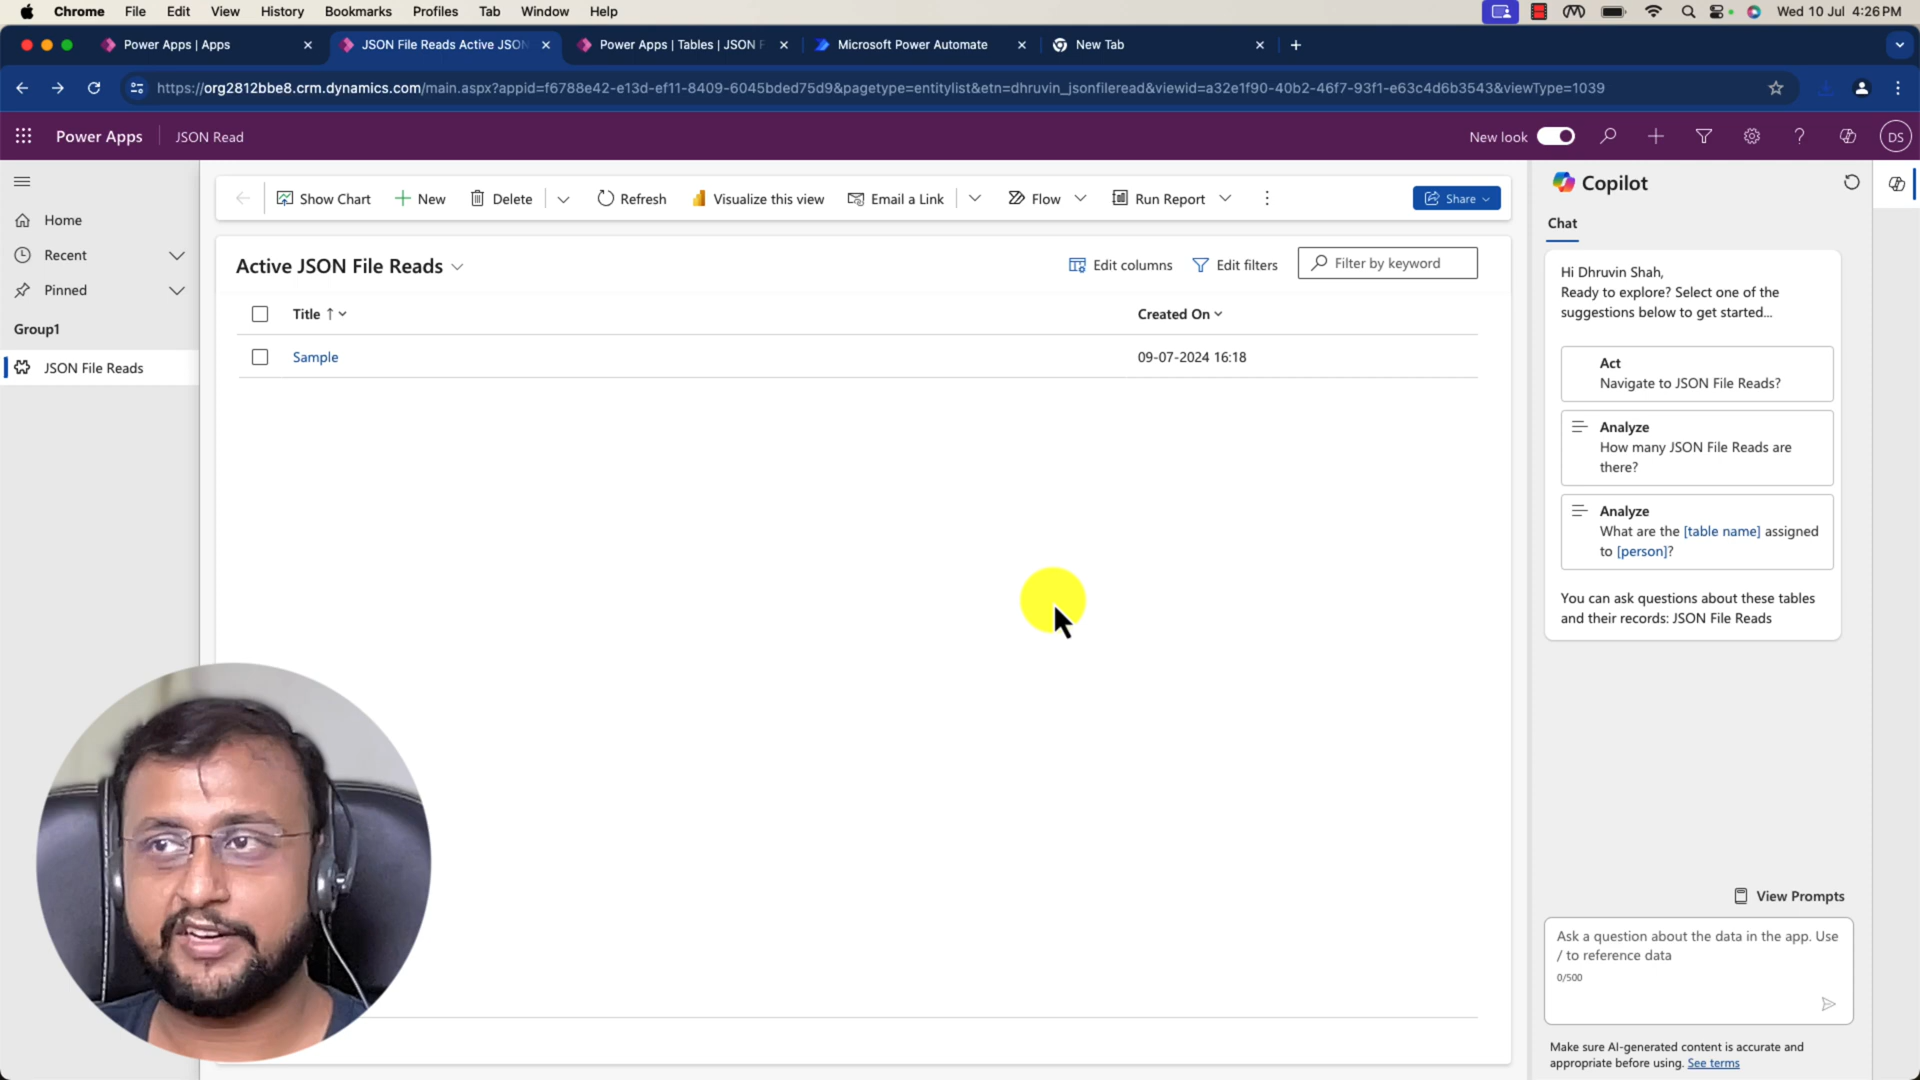 Chrome File Edit View History Bookmarks Profiles Tab Window Help Wed 10 Jul 4:26 PM
Power Apps | Apps JSON File Reads Active JSON Power Apps | Tables | JSON F Microsoft Power Automate New Tab
https://org2812bbe8.crm.dynamics.com/main.aspx?appid=f6788e42-e13d-ef11-8409-6045bded75d9&pagetype=entitylist&etn=dhruvin_jsonfileread&viewid=a32e1f90-40b2-46f7-93f1-e63c4d6b3543&viewType=1039
Power Apps JSON Read New look DS
Home
Recent
Pinned
Group1
JSON File Reads
Show Chart New Delete Refresh Visualize this view Email a Link Flow Run Report Share
Active JSON File Reads Edit columns Edit filters Filter by keyword
Title Created On
Sample 09-07-2024 16:18
Copilot
Chat
Hi Dhruvin Shah,
Ready to explore? Select one of the
suggestions below to get started...
Act
Navigate to JSON File Reads?
Analyze
How many JSON File Reads are
there?
Analyze
What are the [table name] assigned
to [person]?
You can ask questions about these tables
and their records: JSON File Reads
View Prompts
Ask a question about the data in the app. Use
/ to reference data
0/500
Make sure AI-generated content is accurate and
appropriate before using. See terms